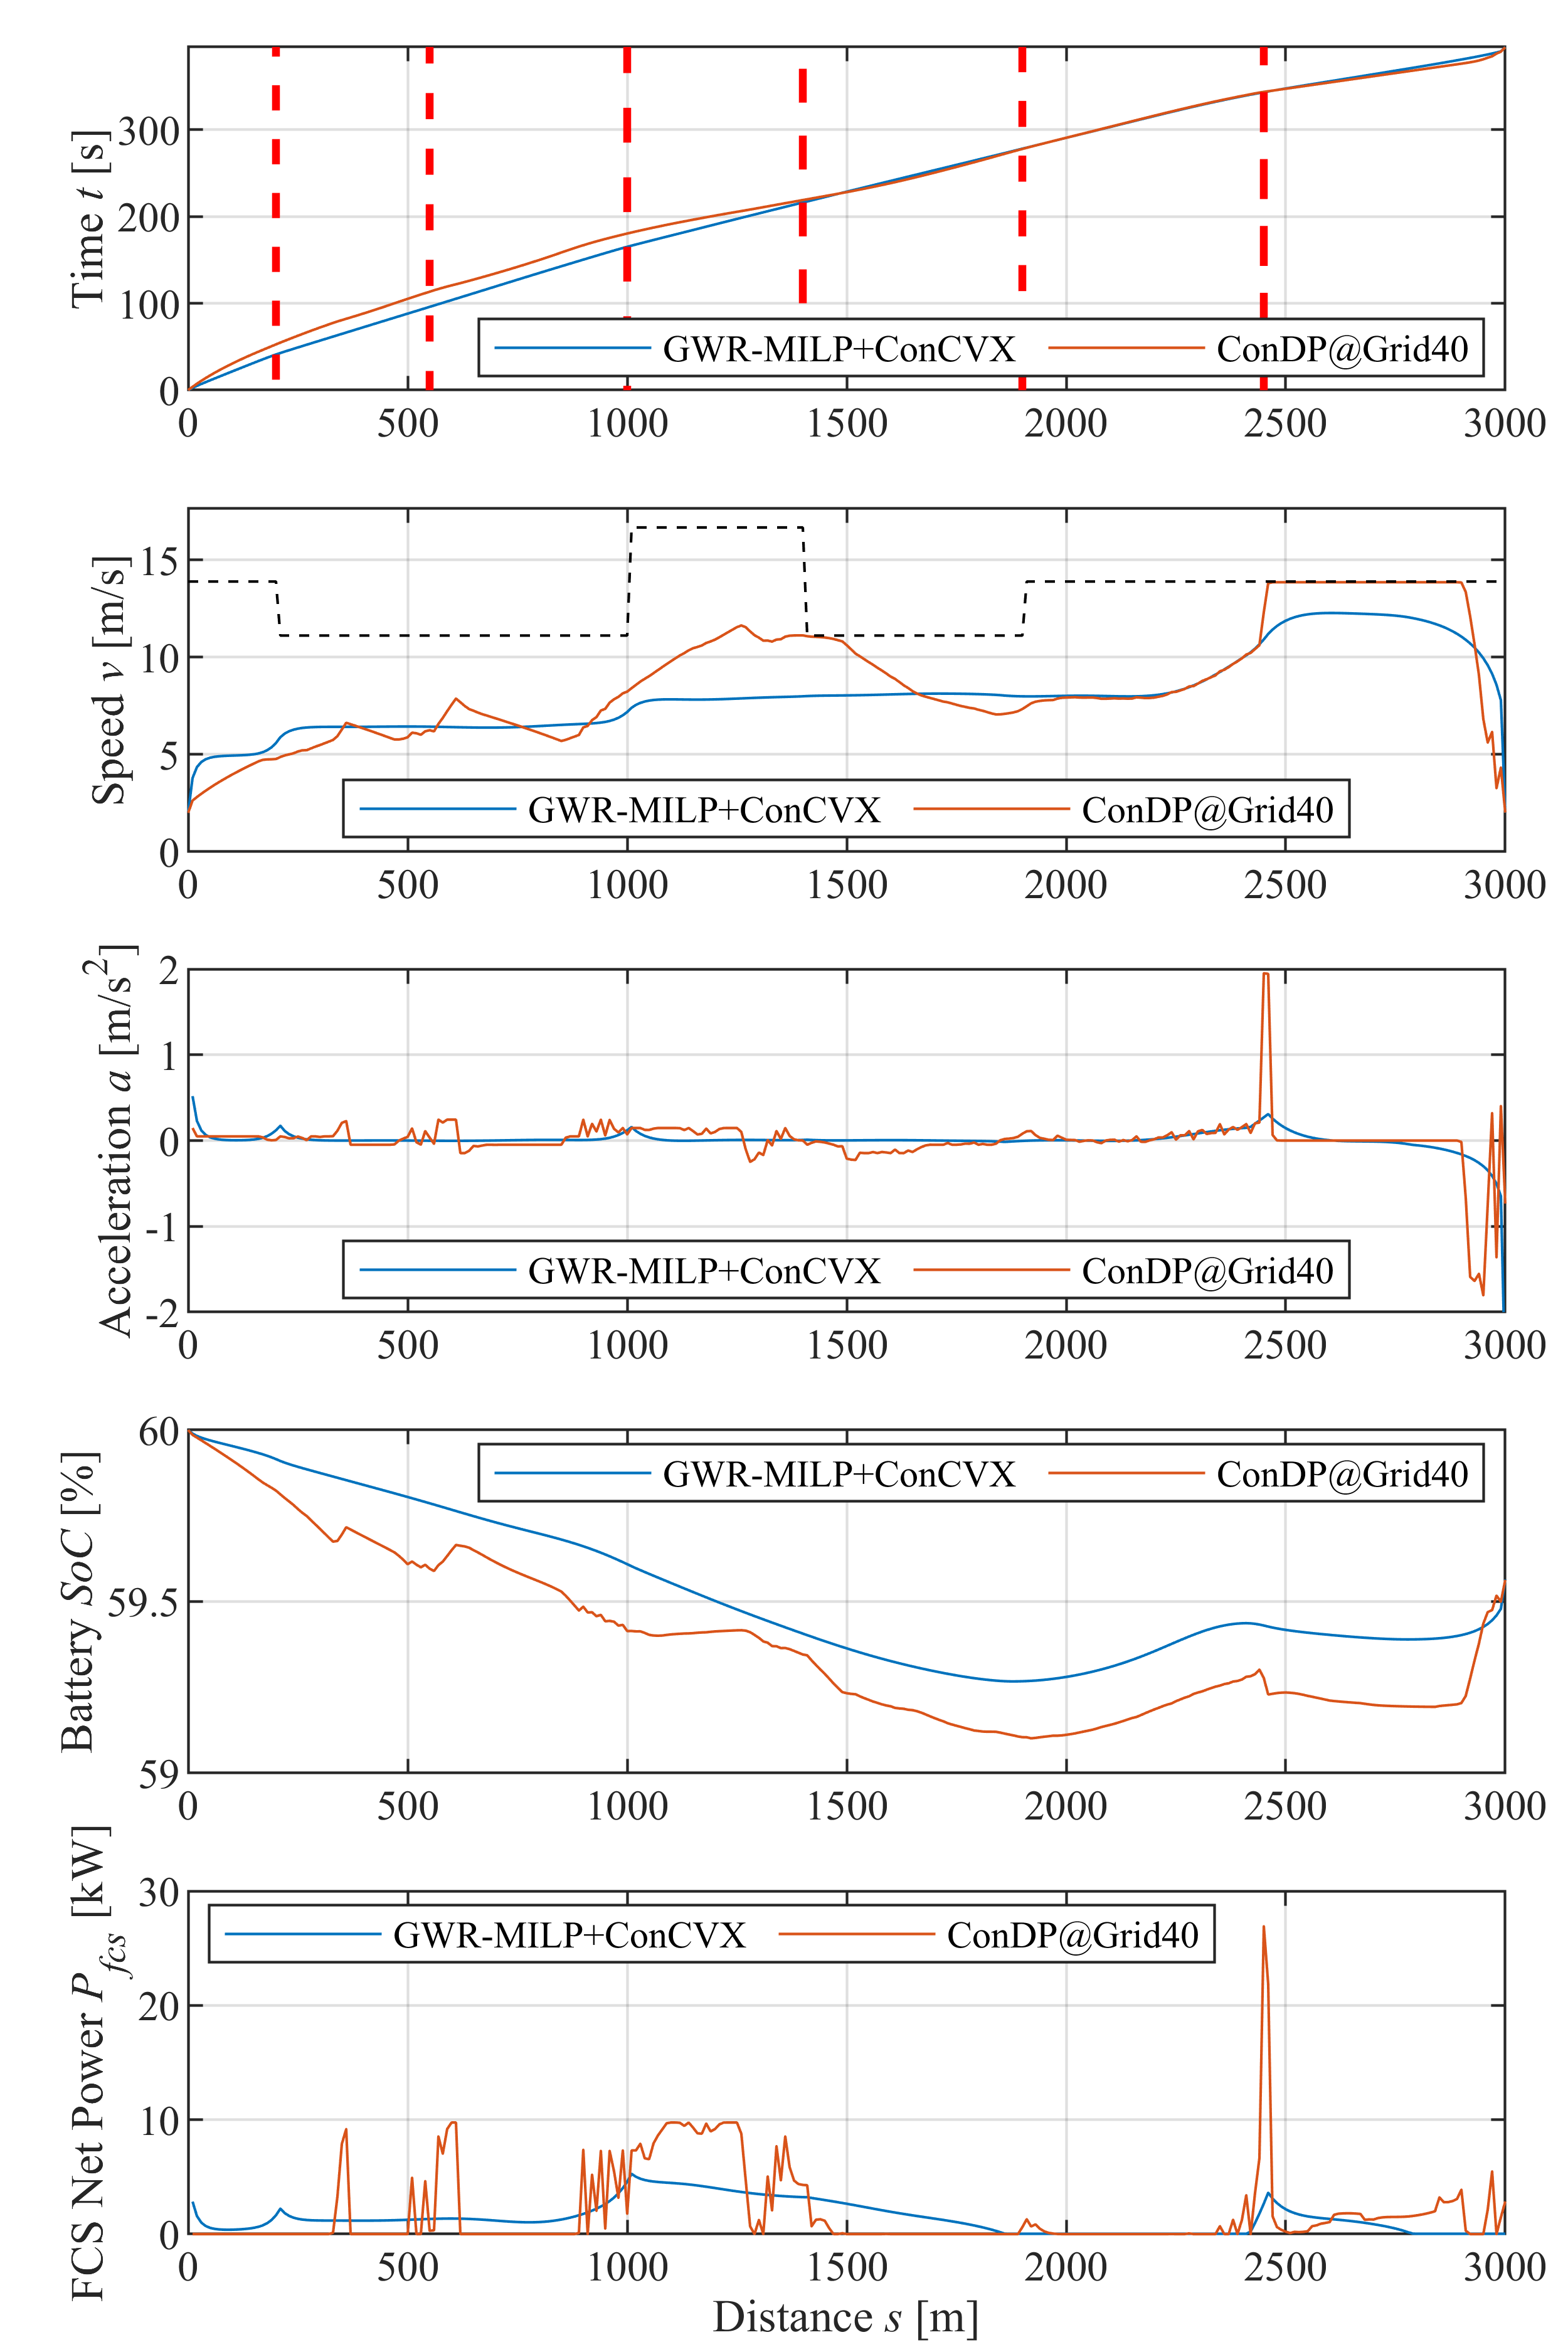 Time t [s]
300
200
100
0
GWR-MILP+ConCVX ConDP@Grid40
0 500 1000 1500 2000 2500 3000
Speed v [m/s]
15
10
5
0
GWR-MILP+ConCVX ConDP@Grid40
0 500 1000 1500 2000 2500 3000
Acceleration a [m/s²]
2
1
0
-1
-2
GWR-MILP+ConCVX ConDP@Grid40
0 500 1000 1500 2000 2500 3000
Battery SoC [%]
60
59.5
59
GWR-MILP+ConCVX ConDP@Grid40
0 500 1000 1500 2000 2500 3000
FCS Net Power P_fcs [kW]
30
20
10
0
GWR-MILP+ConCVX ConDP@Grid40
0 500 1000 1500 2000 2500 3000
Distance s [m]